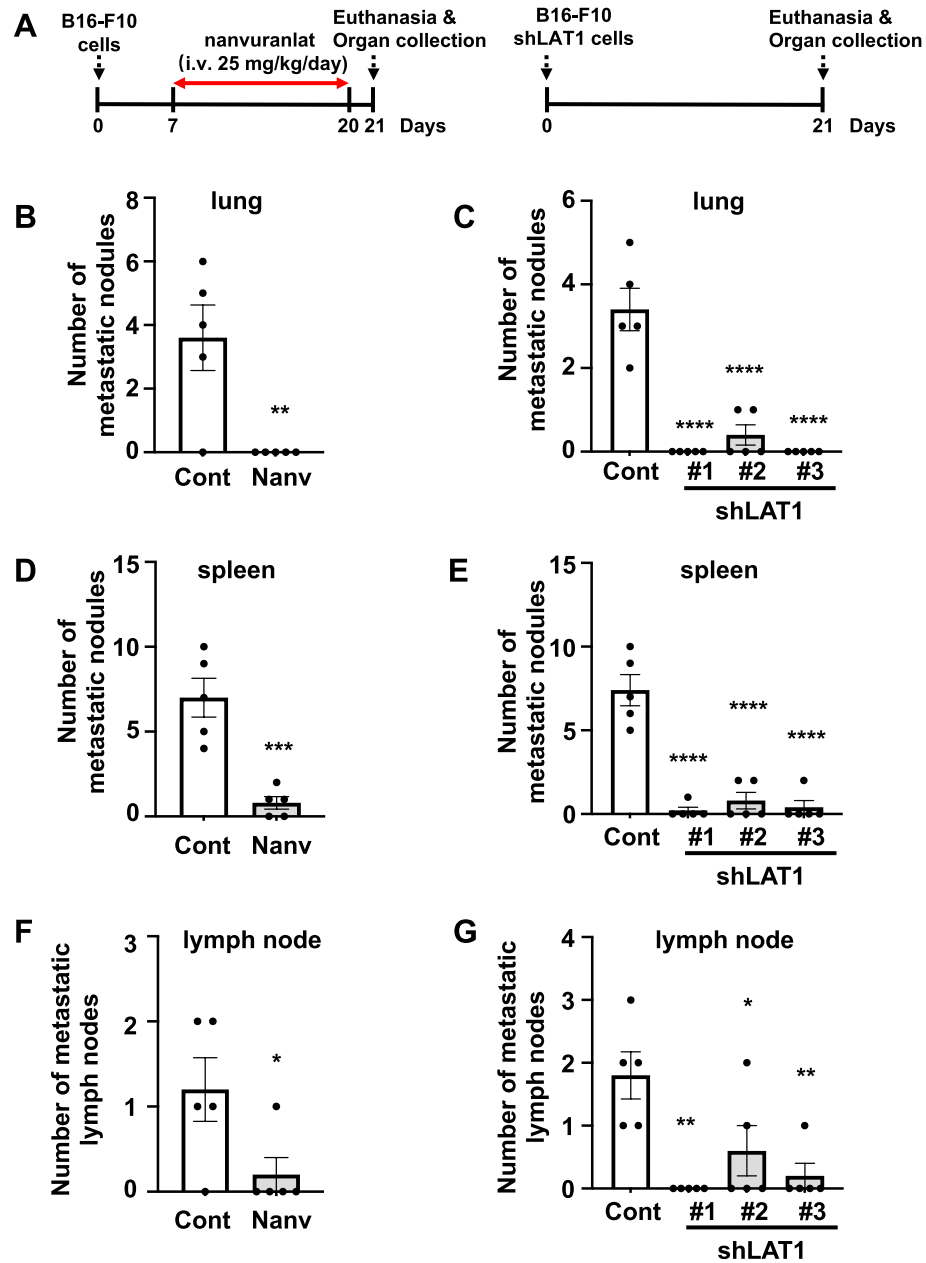 A
B16-F10
cells
nanvuranlat
(i.v. 25 mg/kg/day)
Euthanasia &
Organ collection
0
7
20
21
Days
B16-F10
shLAT1 cells
Euthanasia &
Organ collection
0
21
Days
B
lung
Number of
metastatic nodules
8
6
4
2
0
**
Cont
Nanv
C
lung
Number of
metastatic nodules
6
4
2
0
****
****
****
Cont
#1
#2
#3
shLAT1
D
spleen
Number of
metastatic nodules
15
10
5
0
***
Cont
Nanv
E
spleen
Number of
metastatic nodules
15
10
5
0
****
****
****
Cont
#1
#2
#3
shLAT1
F
lymph node
Number of metastatic
lymph nodes
3
2
1
0
*
Cont
Nanv
G
lymph node
Number of metastatic
lymph nodes
4
3
2
1
0
**
*
**
Cont
#1
#2
#3
shLAT1